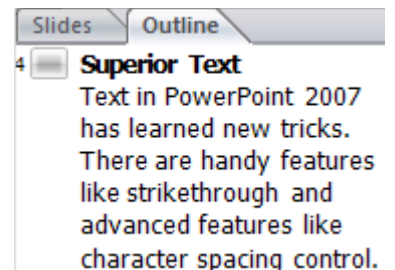 Slides Outline
4 Superior Text
Text in PowerPoint 2007
has learned new tricks.
There are handy features
like strikethrough and
advanced features like
character spacing control.